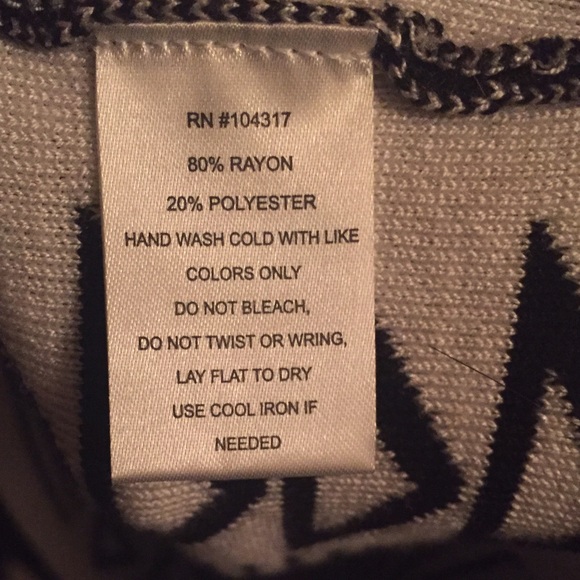 RN #104317
80% RAYON
20% POLYESTER
HAND WASH COLD WITH LIKE
COLORS ONLY
DO NOT BLEACH,
DO NOT TWIST OR WRING,
LAY FLAT TO DRY
USE COOL IRON IF
NEEDED